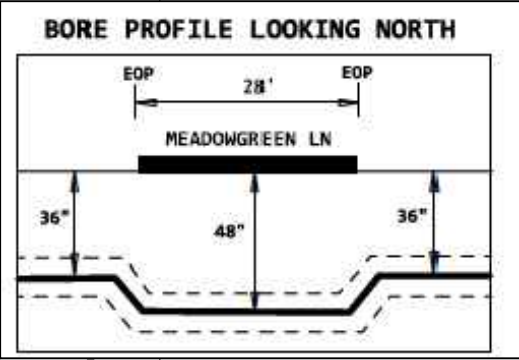 BORE PROFILE LOOKING NORTH
EOP 28' EOP
MEADOWGREEN LN
36" 48" 36"